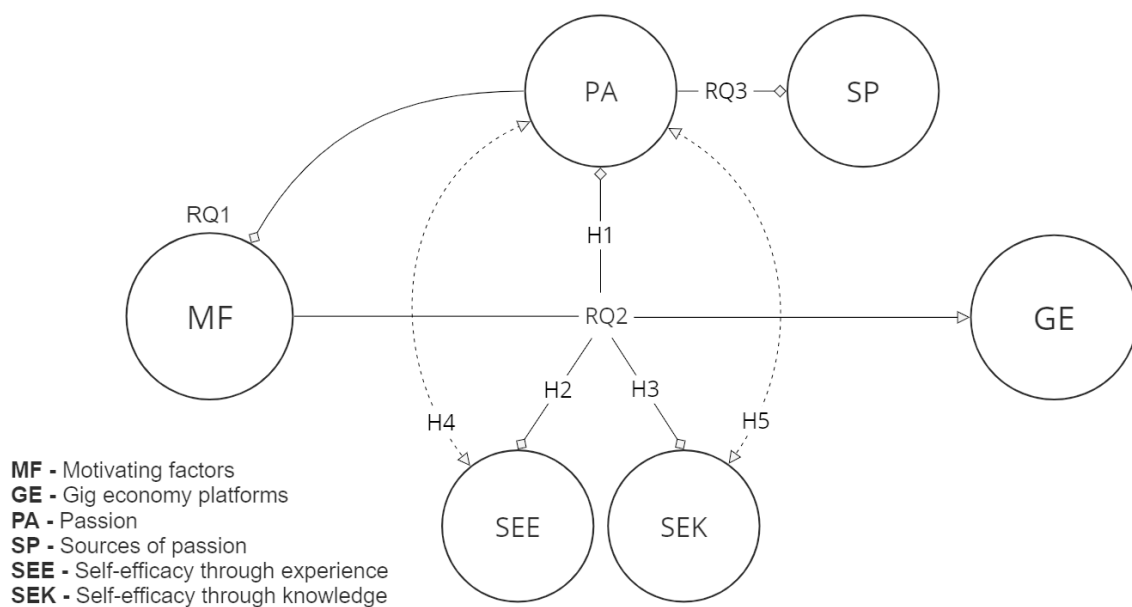 PA
RQ3
SP
RQ1
H1
MF
RQ2
GE
H2
H3
H4
H5
SEE
SEK
MF - Motivating factors
GE - Gig economy platforms
PA - Passion
SP - Sources of passion
SEE - Self-efficacy through experience
SEK - Self-efficacy through knowledge